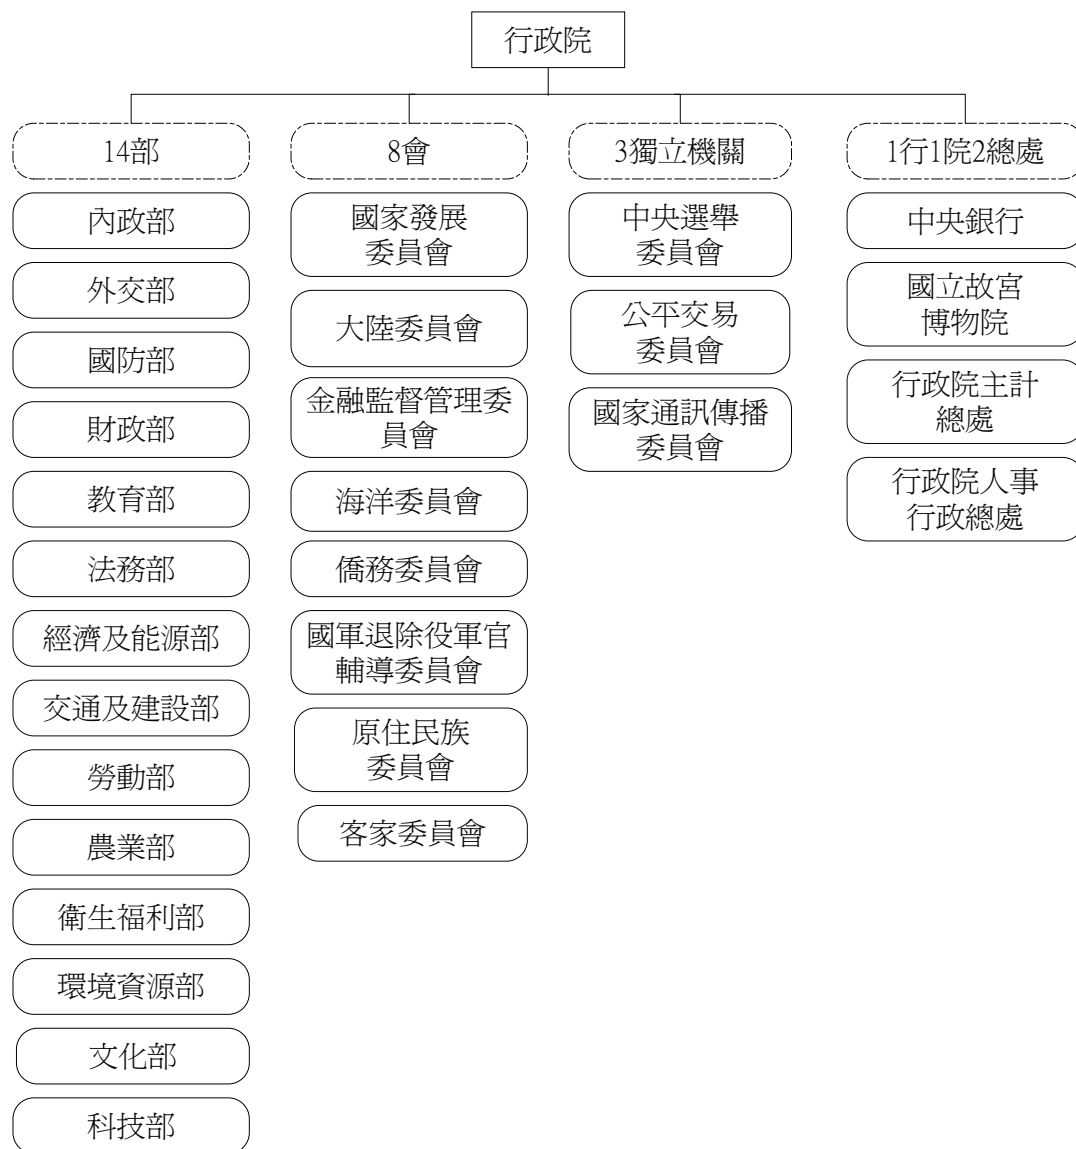 行政院
14部
內政部
外交部
國防部
財政部
教育部
法務部
經濟及能源部
交通及建設部
勞動部
農業部
衛生福利部
環境資源部
文化部
科技部
8會
國家發展
委員會
大陸委員會
金融監督管理委
員會
海洋委員會
僑務委員會
國軍退除役軍官
輔導委員會
原住民族
委員會
客家委員會
3獨立機關
中央選舉
委員會
公平交易
委員會
國家通訊傳播
委員會
1行1院2總處
中央銀行
國立故宮
博物院
行政院主計
總處
行政院人事
行政總處